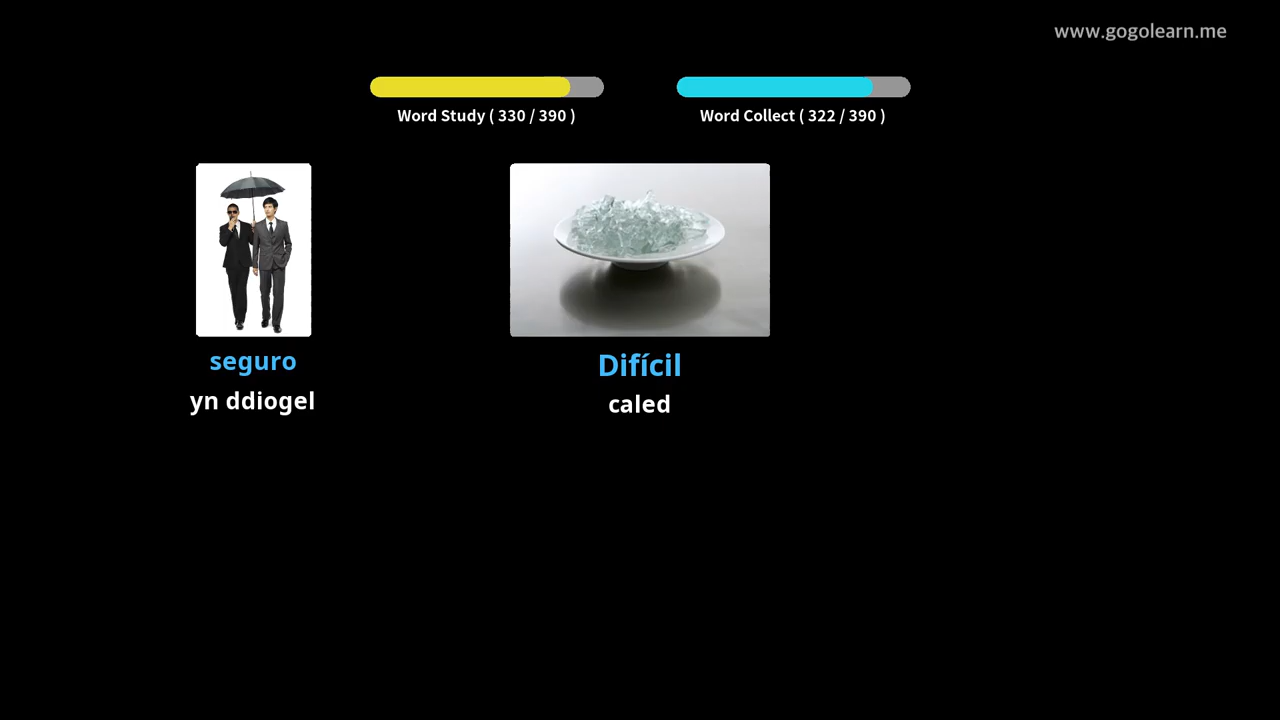 www.gogolearn.me
Word Study ( 330 / 390 )
Word Collect ( 322 / 390 )
seguro
yn ddiogel
Difícil
caled